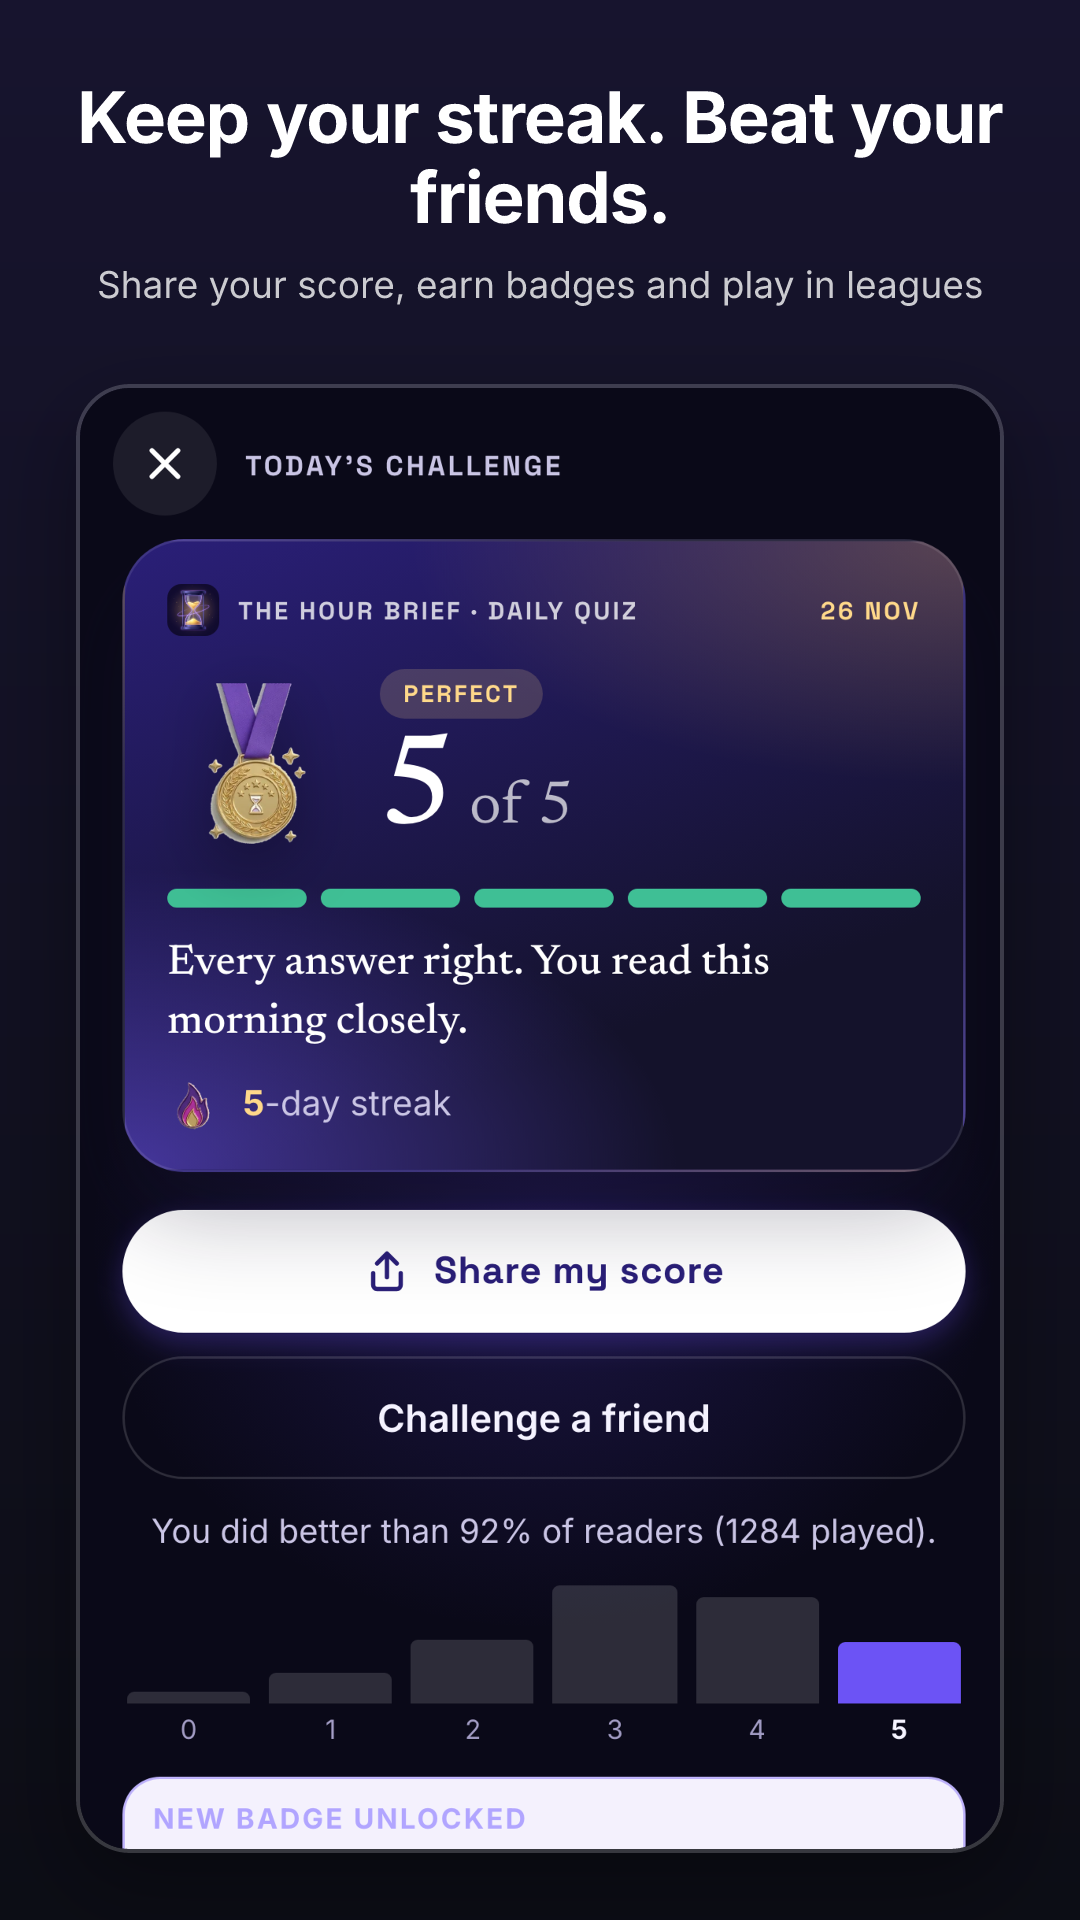 Keep your streak. Beat your
friends.
Share your score, earn badges and play in leagues
TODAY’S CHALLENGE
THE HOUR BRIEF · DAILY QUIZ
26 NOV
PERFECT
5 of 5
Every answer right. You read this
morning closely.
5-day streak
Share my score
Challenge a friend
You did better than 92% of readers (1284 played).
0 1 2 3 4 5
NEW BADGE UNLOCKED